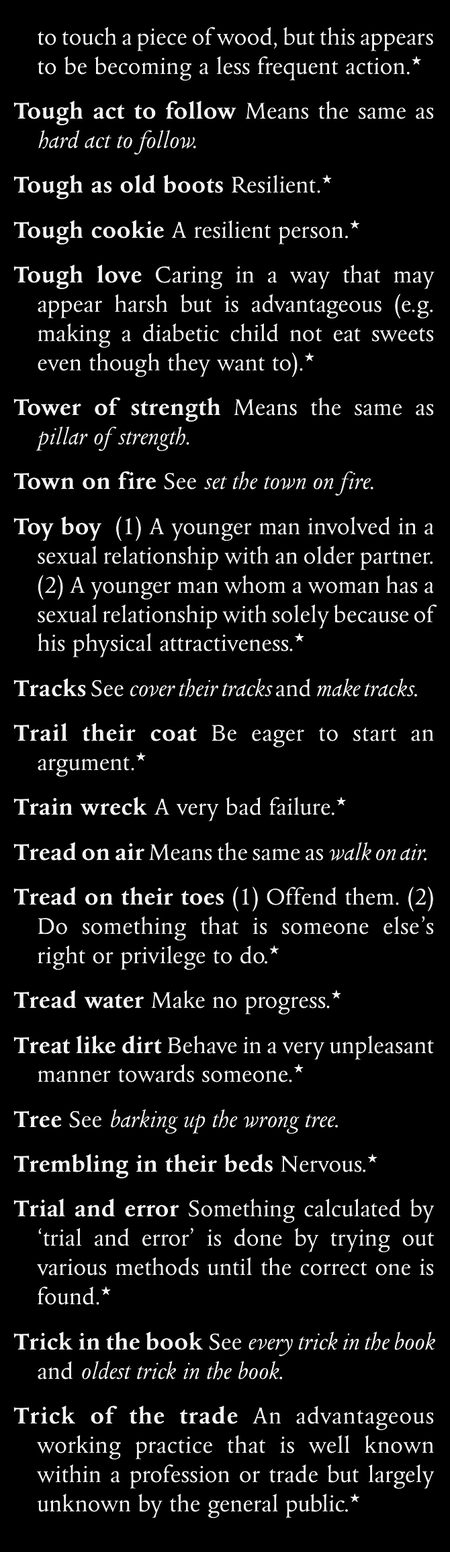 to touch a piece of wood, but this appears
to be becoming a less frequent action.★
Tough act to follow Means the same as
hard act to follow.
Tough as old boots Resilient.★
Tough cookie A resilient person.★
Tough love Caring in a way that may
appear harsh but is advantageous (e.g.
making a diabetic child not eat sweets
even though they want to).★
Tower of strength Means the same as
pillar of strength.
Town on fire See set the town on fire.
Toy boy (1) A younger man involved in a
sexual relationship with an older partner.
(2) A younger man whom a woman has a
sexual relationship with solely because of
his physical attractiveness.★
Tracks See cover their tracks and make tracks.
Trail their coat Be eager to start an
argument.★
Train wreck A very bad failure.★
Tread on air Means the same as walk on air.
Tread on their toes (1) Offend them. (2)
Do something that is someone else’s
right or privilege to do.★
Tread water Make no progress.★
Treat like dirt Behave in a very unpleasant
manner towards someone.★
Tree See barking up the wrong tree.
Trembling in their beds Nervous.★
Trial and error Something calculated by
‘trial and error’ is done by trying out
various methods until the correct one is
found.★
Trick in the book See every trick in the book
and oldest trick in the book.
Trick of the trade An advantageous
working practice that is well known
within a profession or trade but largely
unknown by the general public.★